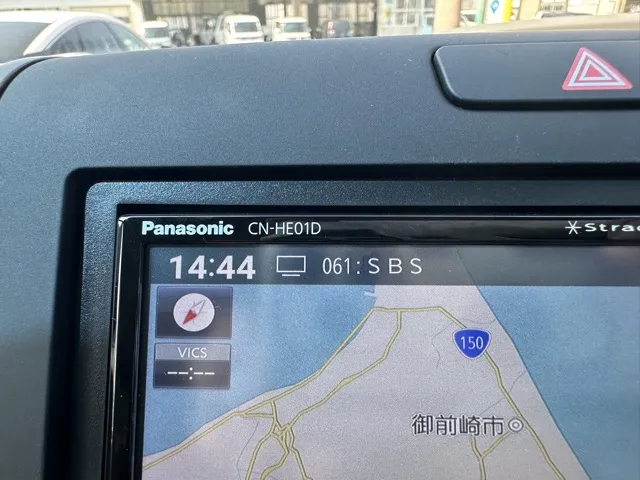 Panasonic CN-HE01D
14:44 061:SBS
VICS
--:--
150
御前崎市